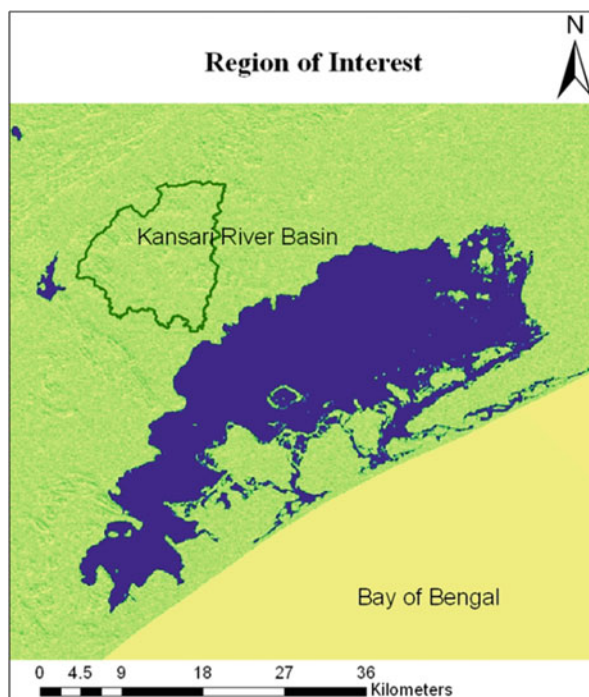 N
Region of Interest
Kansari River Basin
Bay of Bengal
0 4.5 9 18 27 36
Kilometers